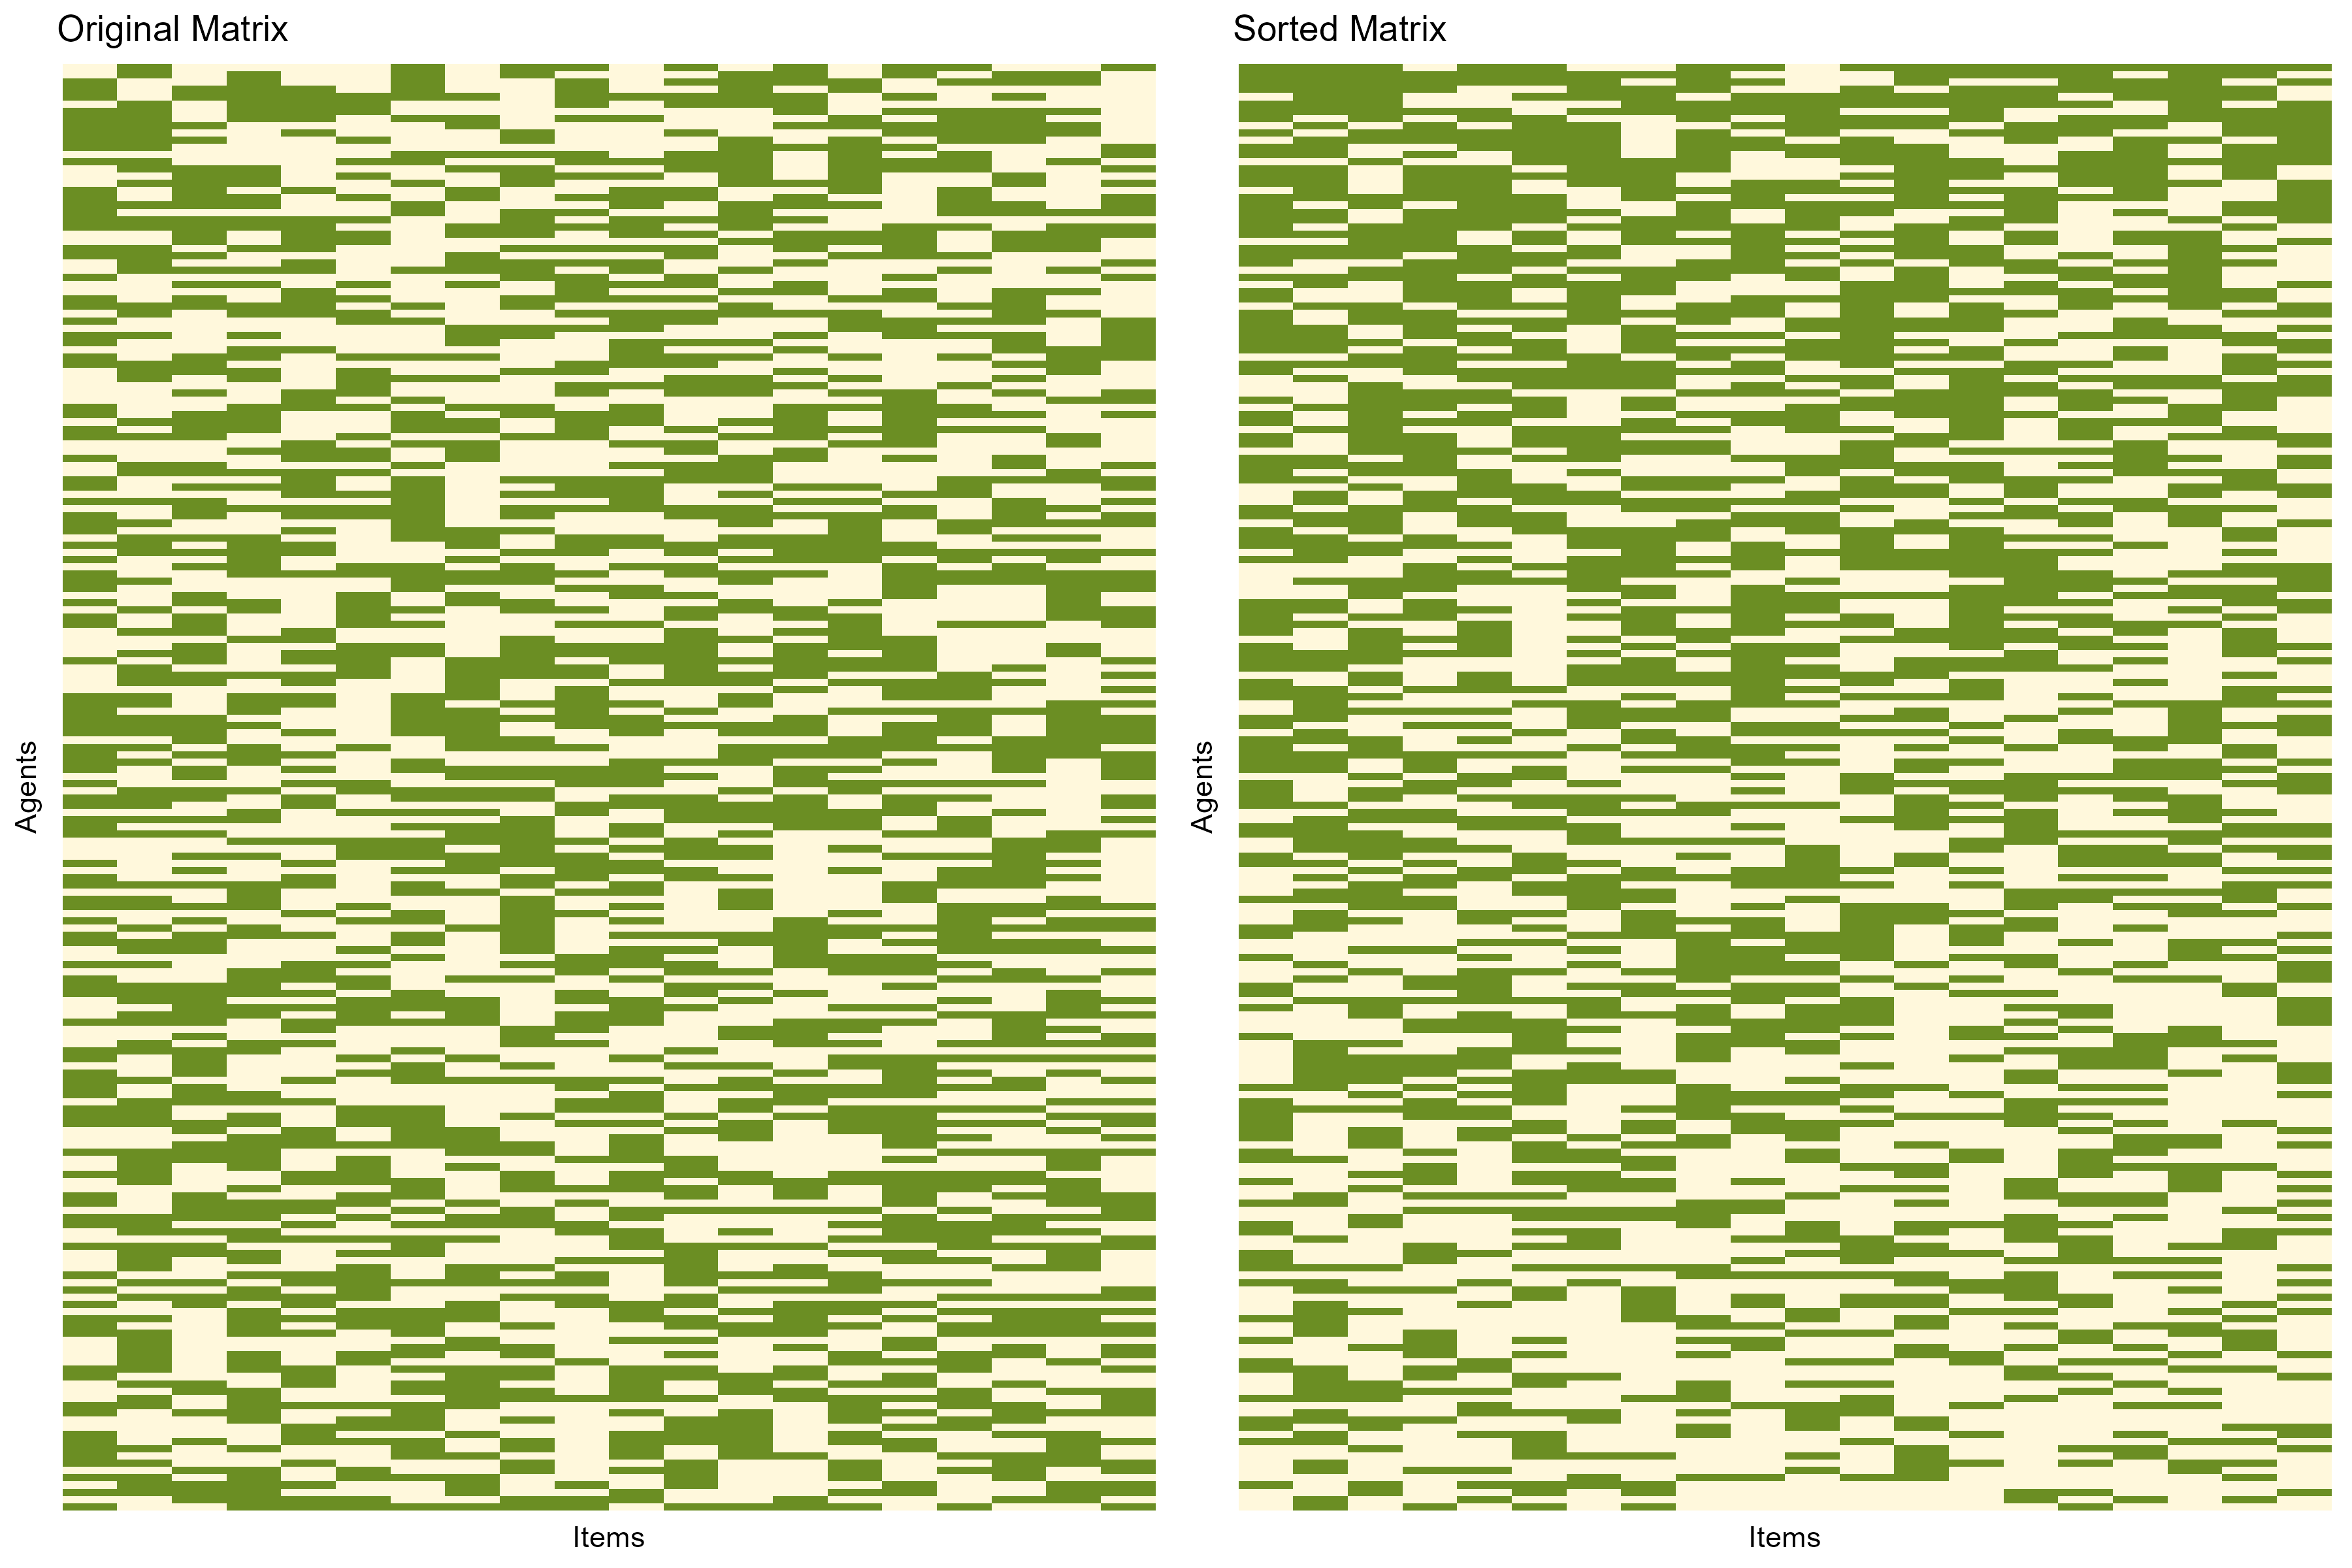 Original Matrix
Sorted Matrix
Agents
Agents
Items
Items